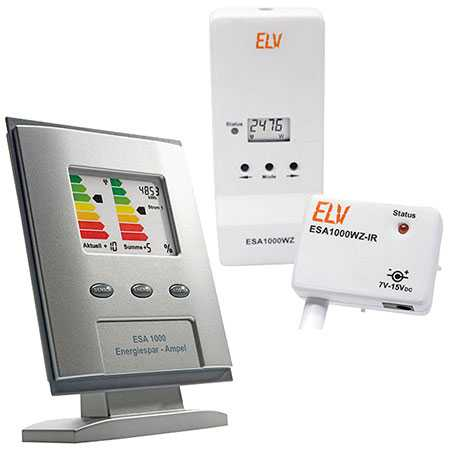 ELV
Status
2476
W
Mode
ESA1000WZ
ELV
Status
ESA1000WZ-IR
7V-15VDC
4853
Strom
Aktuell + 10 Summe + 5 %
ESA 1000
Energiespar - Ampel